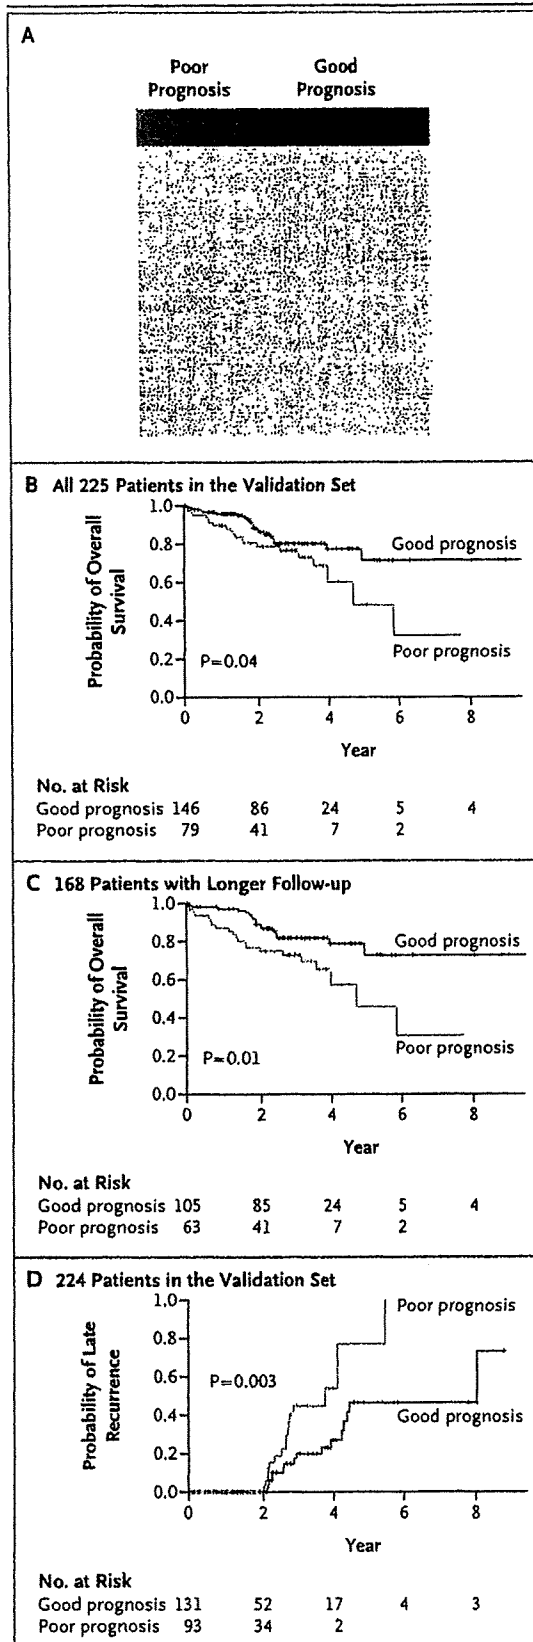 A
Poor Prognosis
Good Prognosis
B All 225 Patients in the Validation Set
Probability of Overall Survival
1.0
0.8
0.6
0.4
0.2
0.0
Good prognosis
Poor prognosis
P=0.04
0 2 4 6 8
Year
No. at Risk
Good prognosis 146 86 24 5 4
Poor prognosis 79 41 7 2
C 168 Patients with Longer Follow-up
Probability of Overall Survival
1.0
0.8
0.6
0.4
0.2
0.0
Good prognosis
Poor prognosis
P=0.01
0 2 4 6 8
Year
No. at Risk
Good prognosis 105 85 24 5 4
Poor prognosis 63 41 7 2
D 224 Patients in the Validation Set
Probability of Late Recurrence
1.0
0.8
0.6
0.4
0.2
0.0
Poor prognosis
Good prognosis
P=0.003
0 2 4 6 8
Year
No. at Risk
Good prognosis 131 52 17 4 3
Poor prognosis 93 34 2